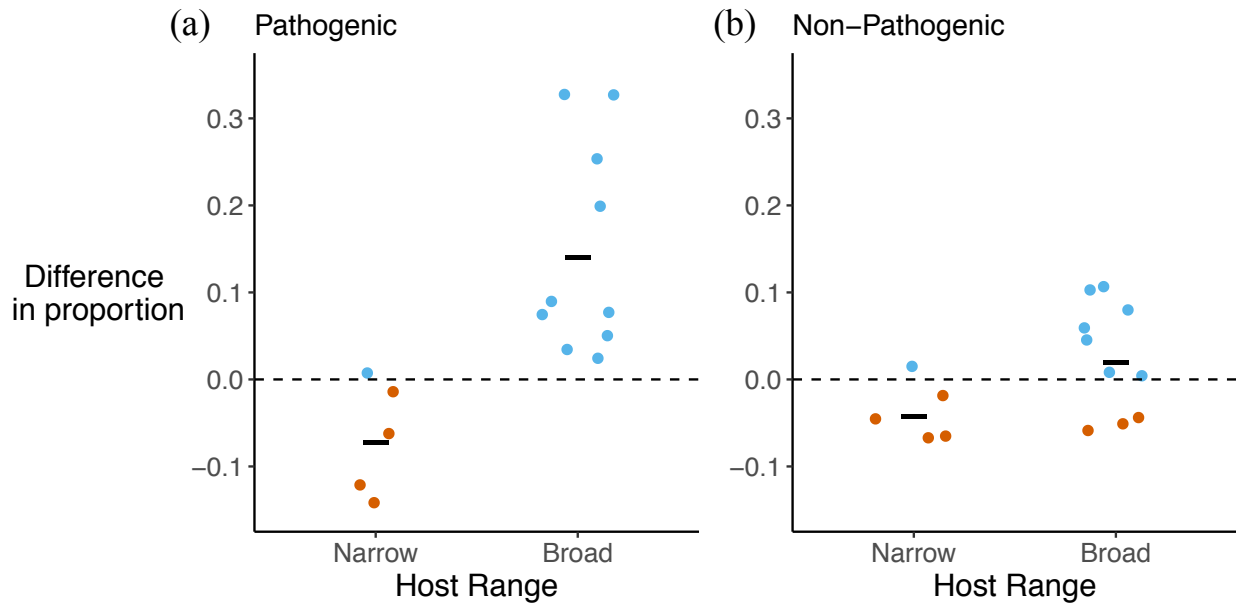 (a) Pathogenic
(b) Non−Pathogenic
Difference
in proportion
0.3
0.2
0.1
0.0
−0.1
Narrow Broad
Host Range
0.3
0.2
0.1
0.0
−0.1
Narrow Broad
Host Range